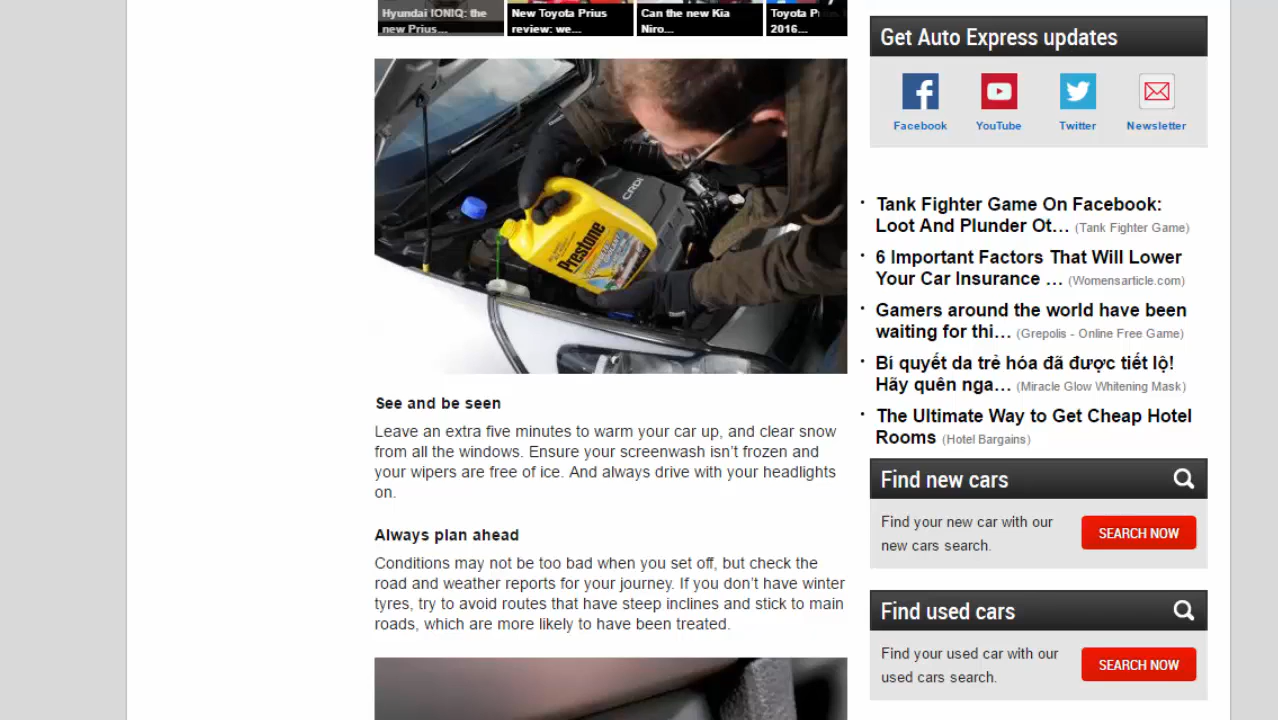 Hyundai IONIQ: the
new Prius...
New Toyota Prius
review: we...
Can the new Kia
Niro...
Toyota
2016...
Get Auto Express updates
Facebook
YouTube
Twitter
Newsletter
CRDi
Prestone
Tank Fighter Game On Facebook:
Loot And Plunder Ot… (Tank Fighter Game)
6 Important Factors That Will Lower
Your Car Insurance … (Womensarticle.com)
Gamers around the world have been
waiting for thi… (Grepolis - Online Free Game)
Bí quyết da trẻ hóa đã được tiết lộ!
Hãy quên nga… (Miracle Glow Whitening Mask)
The Ultimate Way to Get Cheap Hotel
Rooms (Hotel Bargains)
See and be seen
Leave an extra five minutes to warm your car up, and clear snow
from all the windows. Ensure your screenwash isn’t frozen and
your wipers are free of ice. And always drive with your headlights
on.
Always plan ahead
Conditions may not be too bad when you set off, but check the
road and weather reports for your journey. If you don’t have winter
tyres, try to avoid routes that have steep inclines and stick to main
roads, which are more likely to have been treated.
Find new cars
Find your new car with our
new cars search.
SEARCH NOW
Find used cars
Find your used car with our
used cars search.
SEARCH NOW